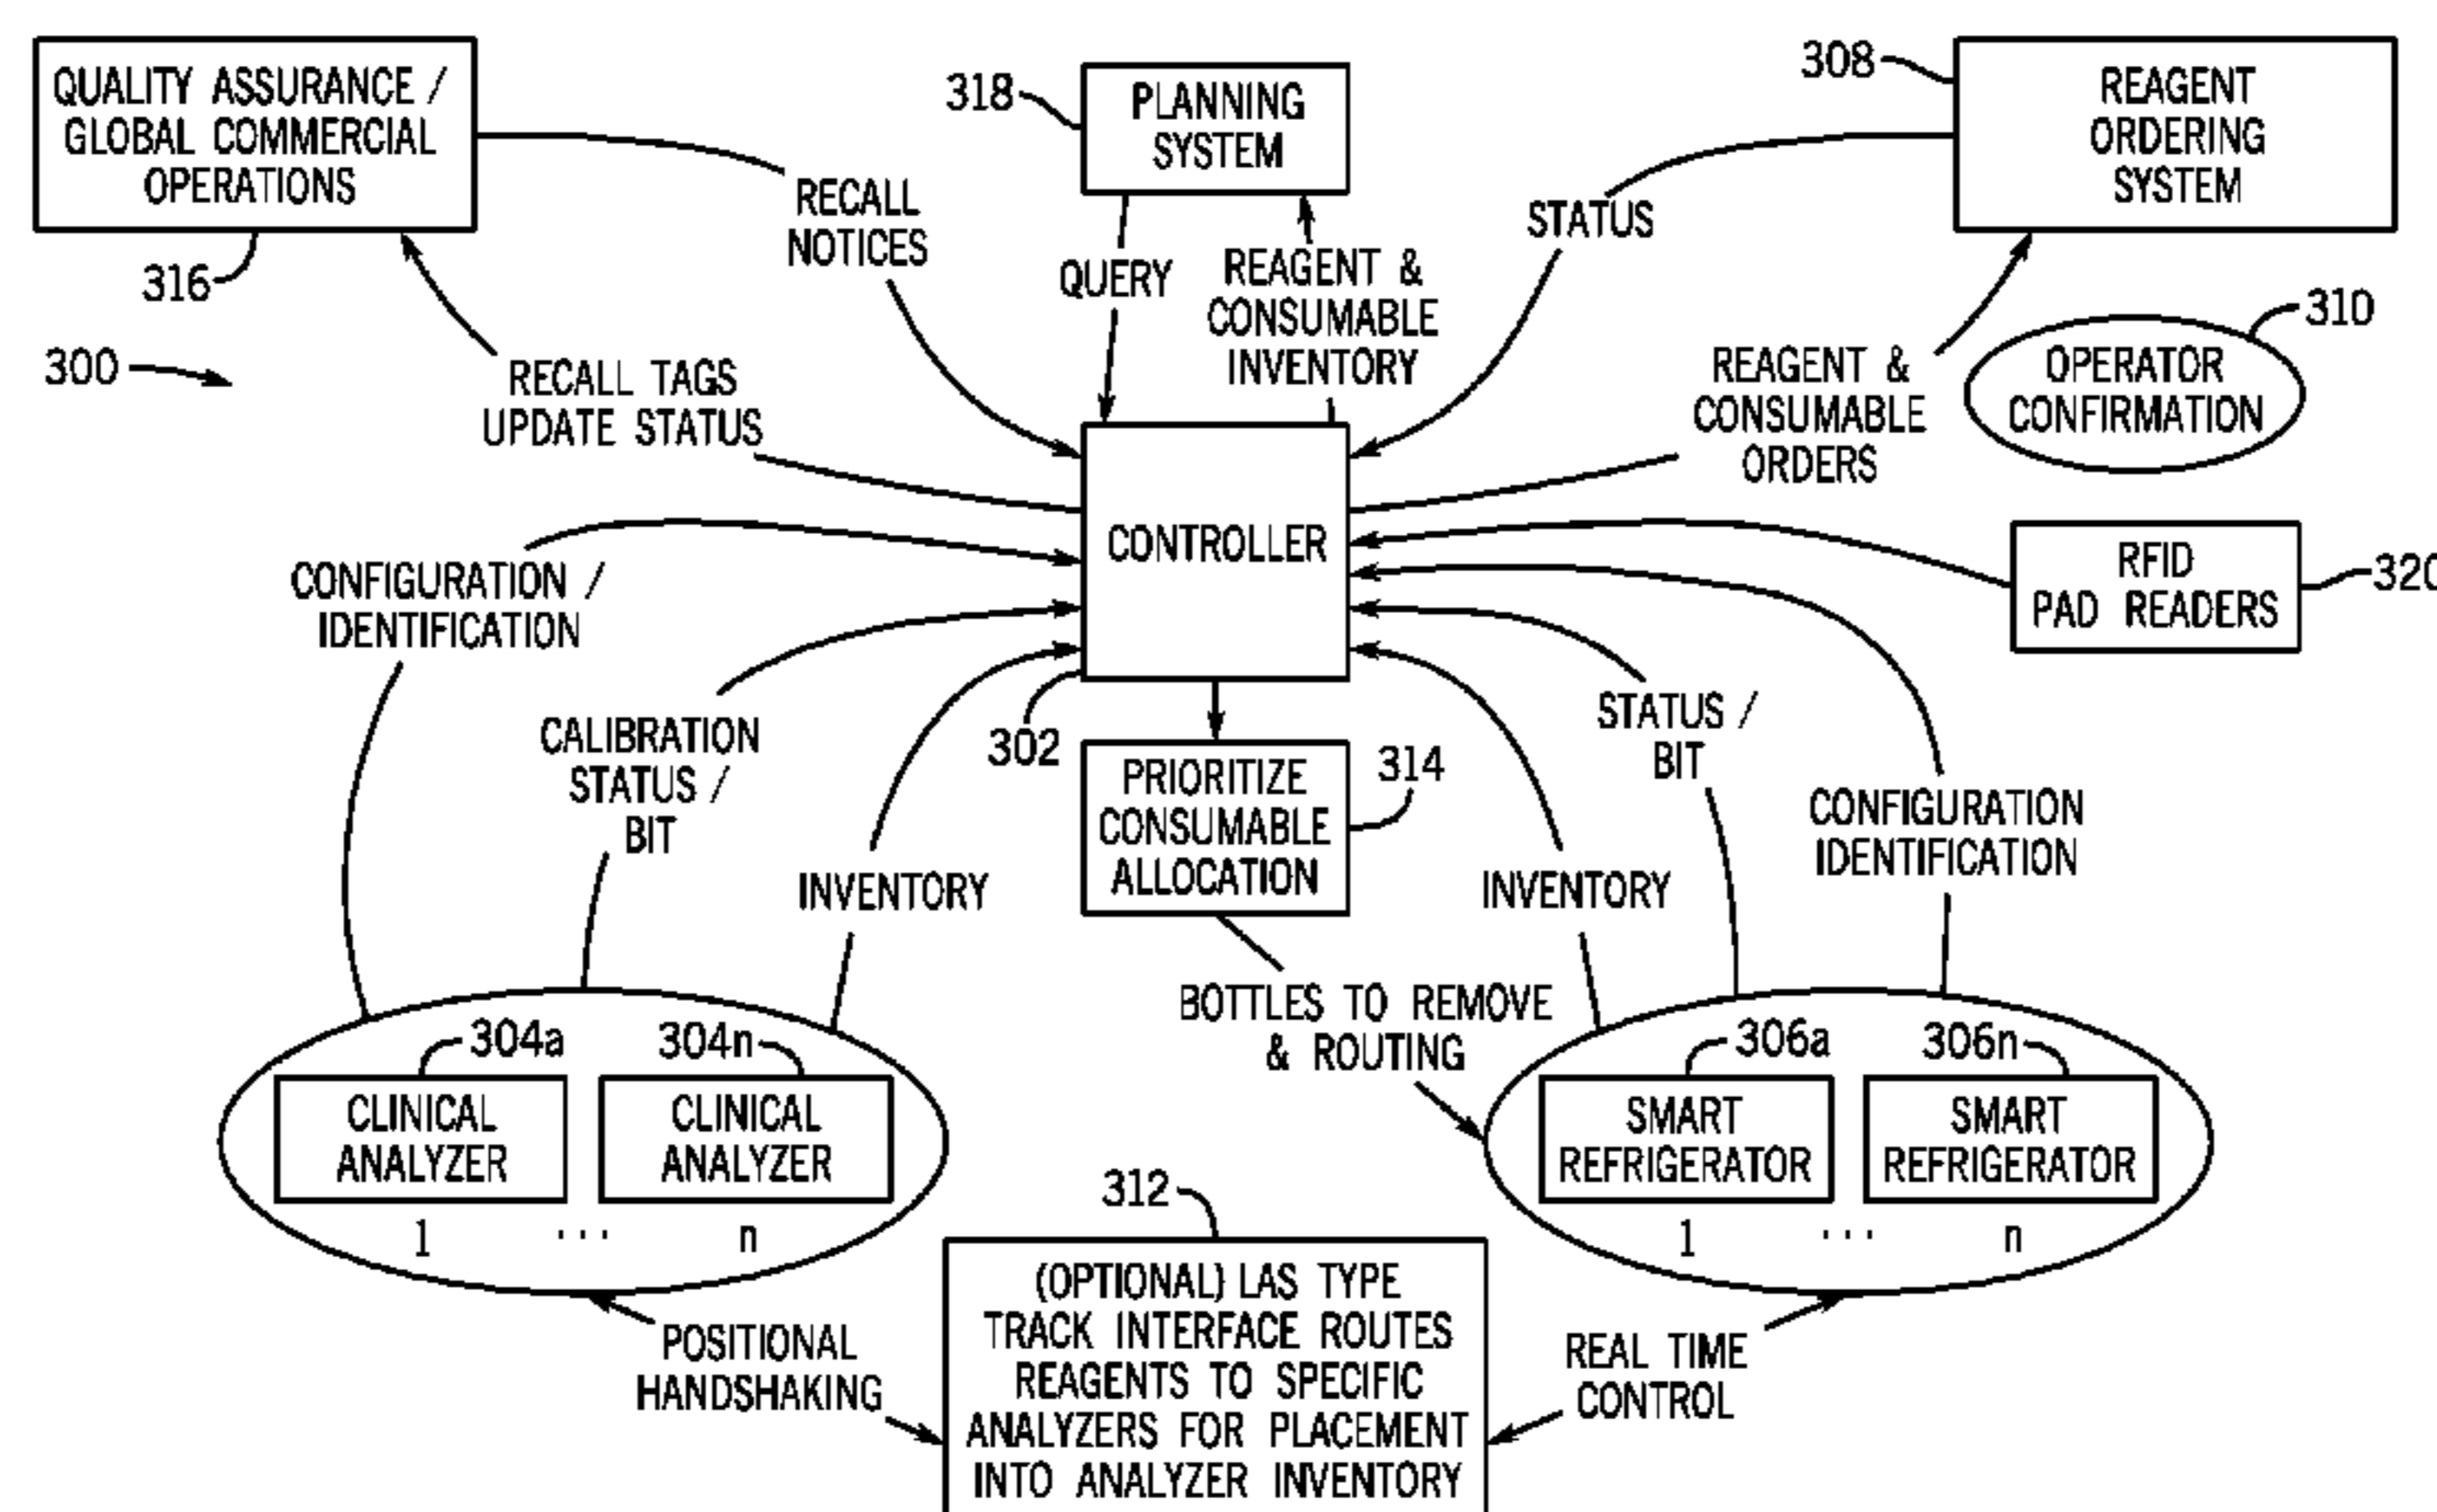 QUALITY ASSURANCE /
GLOBAL COMMERCIAL
OPERATIONS
316
300
RECALL
NOTICES
RECALL TAGS
UPDATE STATUS
318
PLANNING
SYSTEM
QUERY
REAGENT &
CONSUMABLE
INVENTORY
308
REAGENT
ORDERING
SYSTEM
STATUS
REAGENT &
CONSUMABLE
ORDERS
310
OPERATOR
CONFIRMATION
CONTROLLER
302
RFID
PAD READERS
320
CONFIGURATION /
IDENTIFICATION
CALIBRATION
STATUS /
BIT
INVENTORY
PRIORITIZE
CONSUMABLE
ALLOCATION
314
STATUS /
BIT
CONFIGURATION
IDENTIFICATION
INVENTORY
BOTTLES TO REMOVE
& ROUTING
304a
304n
CLINICAL
ANALYZER
CLINICAL
ANALYZER
1 ... n
306a
306n
SMART
REFRIGERATOR
SMART
REFRIGERATOR
1 ... n
312
(OPTIONAL) LAS TYPE
TRACK INTERFACE ROUTES
REAGENTS TO SPECIFIC
ANALYZERS FOR PLACEMENT
INTO ANALYZER INVENTORY
POSITIONAL
HANDSHAKING
REAL TIME
CONTROL